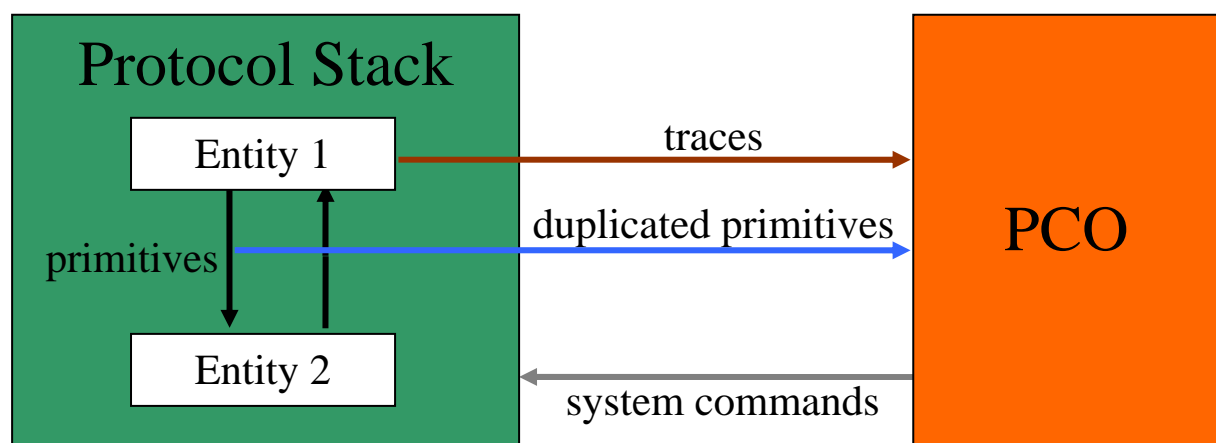 Protocol Stack
Entity 1
traces
duplicated primitives
PCO
primitives
Entity 2
system commands